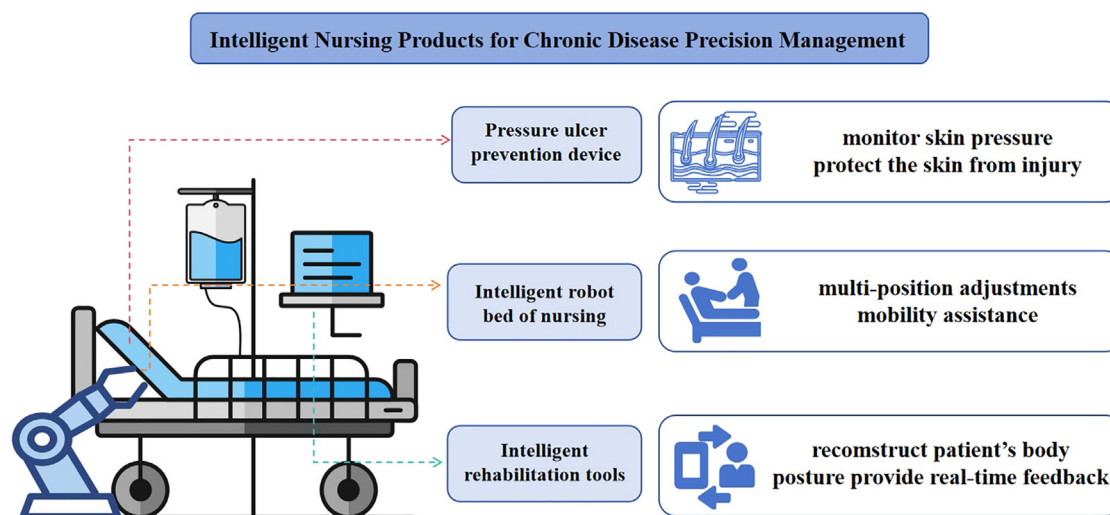 Intelligent Nursing Products for Chronic Disease Precision Management
Pressure ulcer
prevention device
monitor skin pressure
protect the skin from injury
Intelligent robot
bed of nursing
multi-position adjustments
mobility assistance
Intelligent
rehabilitation tools
recomstruct patient's body
posture provide real-time feedback